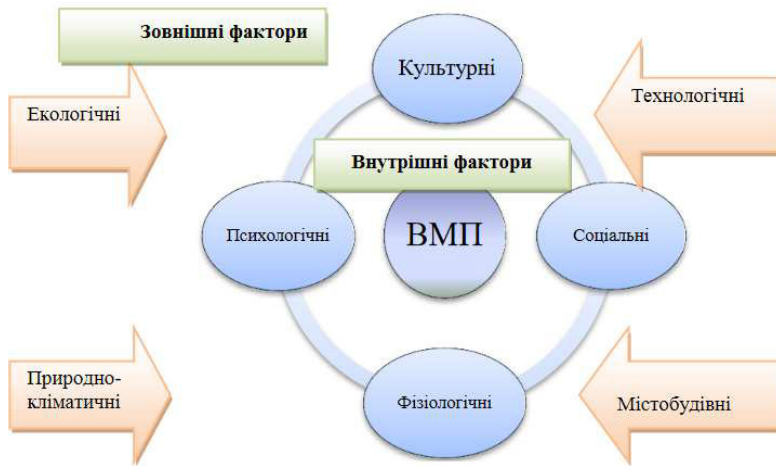 Зовнішні фактори
Культурні
Екологічні
Технологічні
Внутрішні фактори
Психологічні
ВМП
Соціальні
Природно-
кліматичні
Фізіологічні
Містобудівні